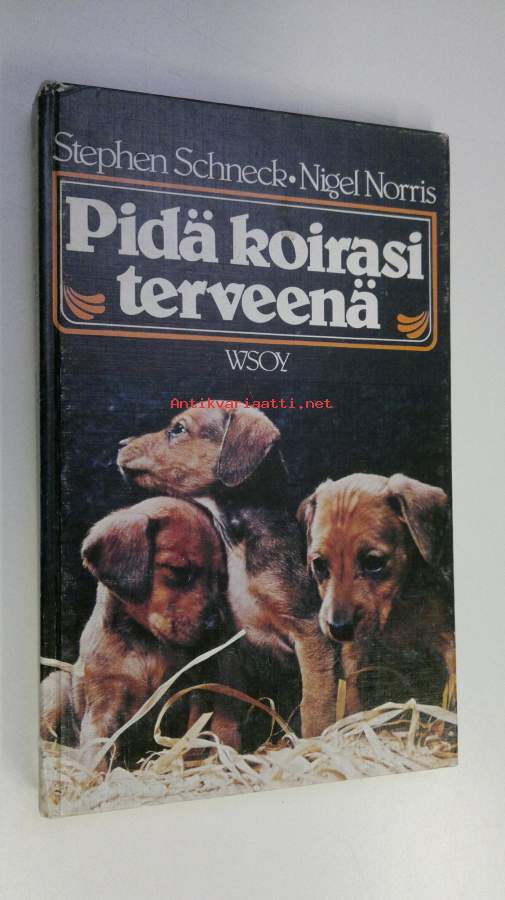 Stephen Schneck • Nigel Norris
Pidä koirasi
terveenä
WSOY
Antikvariaatti.net